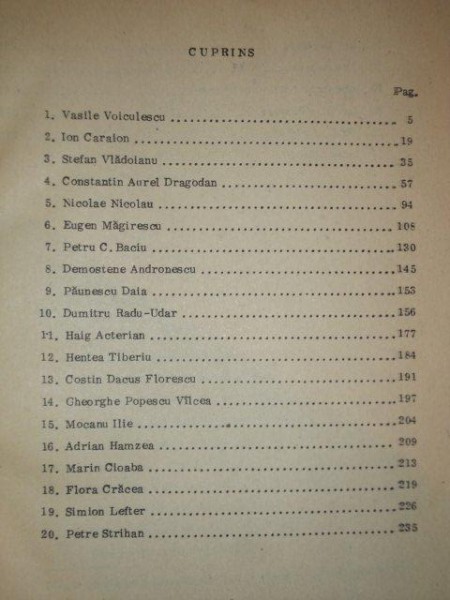 CUPRINS
Pag.
1. Vasile Voiculescu .......... 5
2. Ion Caraion .......... 19
3. Stefan Vlădoianu .......... 35
4. Constantin Aurel Dragodan .......... 57
5. Nicolae Nicolau .......... 94
6. Eugen Măgirescu .......... 108
7. Petru C. Baciu .......... 130
8. Demostene Andronescu .......... 145
9. Păunescu Daia .......... 153
10. Dumitru Radu-Udar .......... 156
11. Haig Acterian .......... 177
12. Hentea Tiberiu .......... 184
13. Costin Dacus Florescu .......... 191
14. Gheorghe Popescu Vîlcea .......... 197
15. Mocanu Ilie .......... 204
16. Adrian Hamzea .......... 209
17. Marin Cioaba .......... 213
18. Flora Crăcea .......... 219
19. Simion Lefter .......... 226
20. Petre Strihan .......... 235